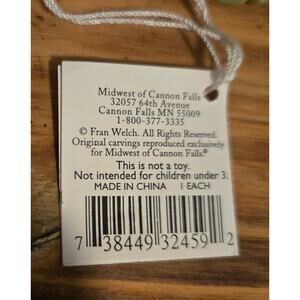 Midwest of Cannon Falls
32057 64th Avenue
Cannon Falls MN 55009
1-800-377-3335
© Fran Welch. All Rights Reserved.
Original carvings reproduced exclusively
for Midwest of Cannon Falls.®
This is not a toy.
Not intended for children under 3.
MADE IN CHINA 1 EACH
7 38449 32459 2